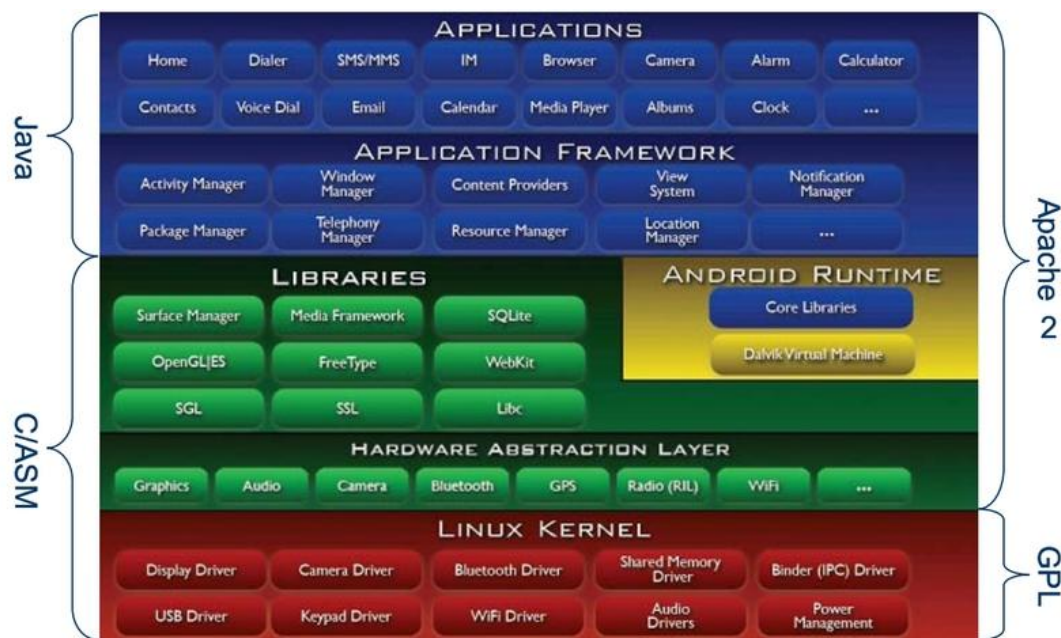 APPLICATIONS
Home Dialer SMS/MMS IM Browser Camera Alarm Calculator
Contacts Voice Dial Email Calendar Media Player Albums Clock ...
Java
APPLICATION FRAMEWORK
Activity Manager Window Manager Content Providers View System Notification Manager
Package Manager Telephony Manager Resource Manager Location Manager ...
Apache 2
LIBRARIES
Surface Manager Media Framework SQLite
OpenGL|ES FreeType WebKit
SGL SSL Libc
ANDROID RUNTIME
Core Libraries
Dalvik Virtual Machine
C/ASM
HARDWARE ABSTRACTION LAYER
Graphics Audio Camera Bluetooth GPS Radio (RIL) WiFi ...
LINUX KERNEL
Display Driver Camera Driver Bluetooth Driver Shared Memory Driver Binder (IPC) Driver
USB Driver Keypad Driver WiFi Driver Audio Drivers Power Management
GPL